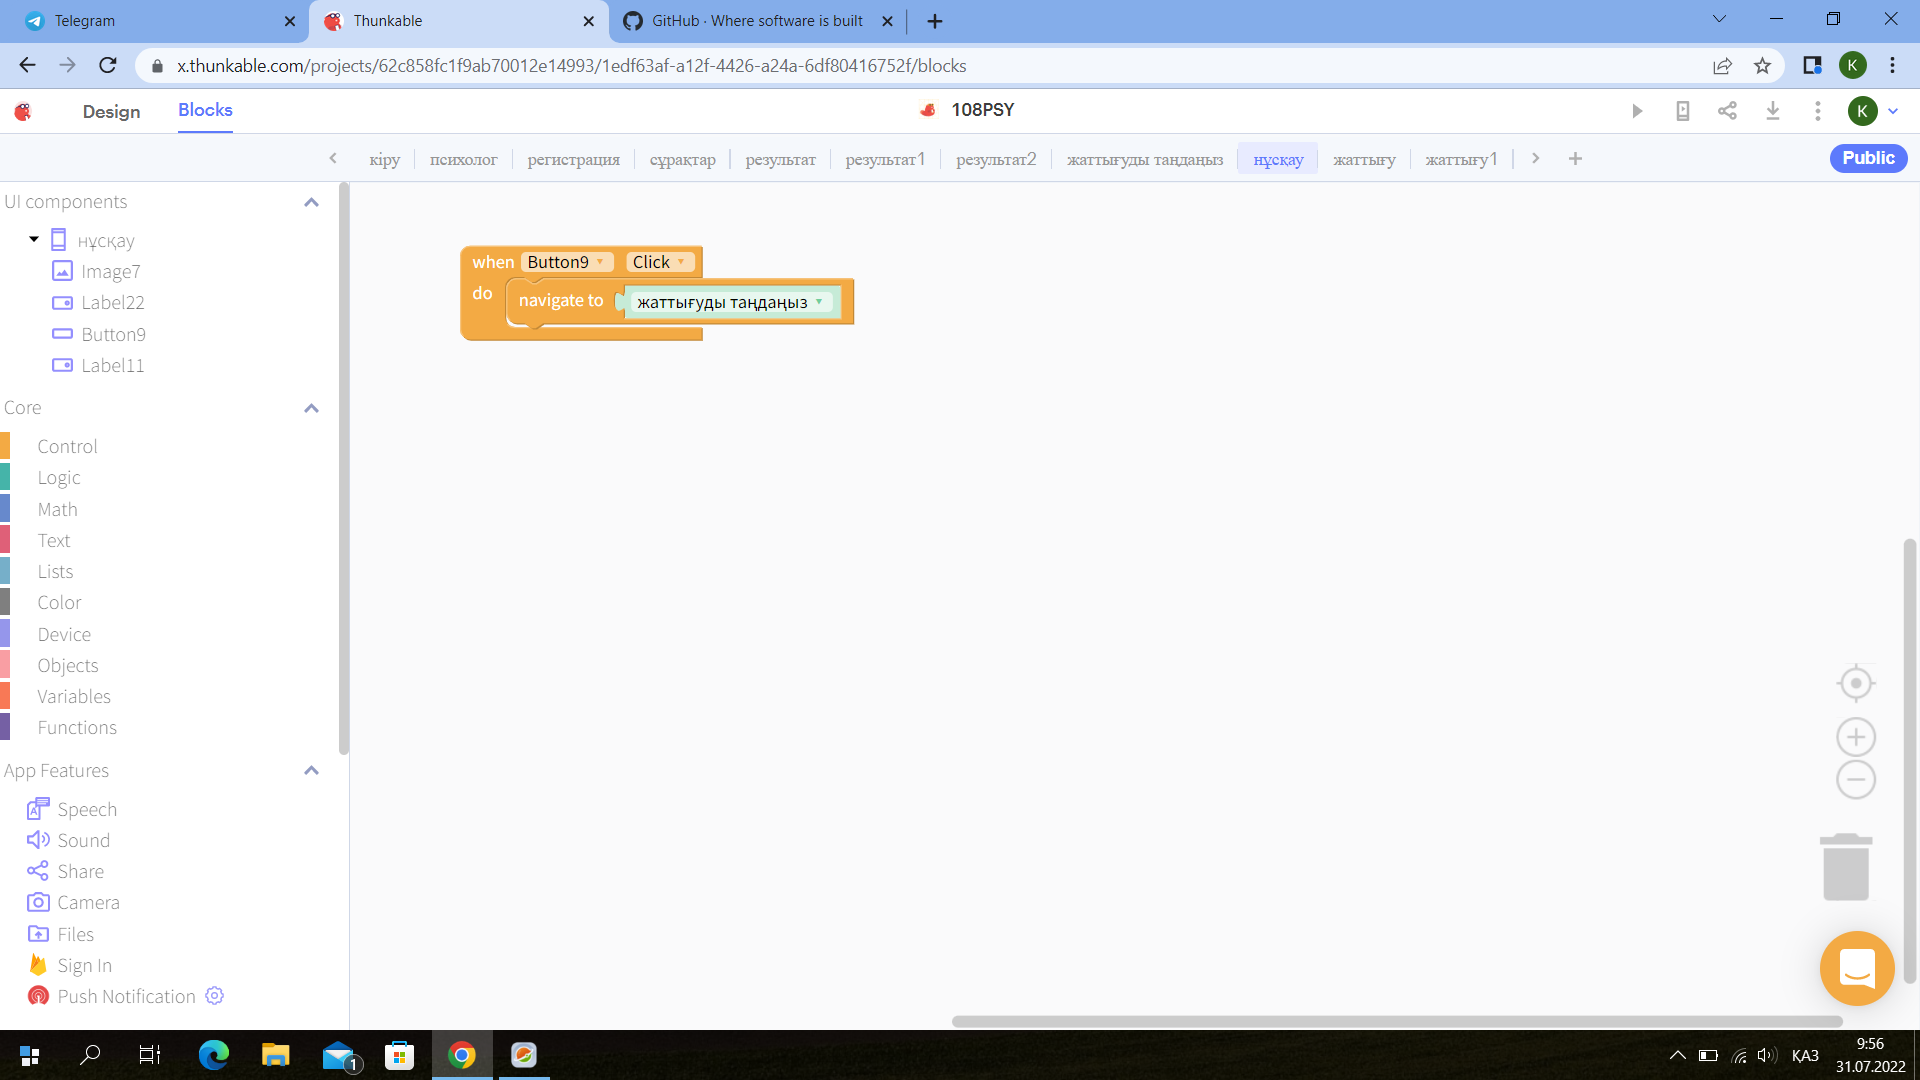 Telegram
Thunkable
GitHub · Where software is built
x.thunkable.com/projects/62c858fc1f9ab70012e14993/1edf63af-a12f-4426-a24a-6df80416752f/blocks
K
Design
Blocks
108PSY
K
кіру
психолог
регистрация
сұрақтар
результат
результат1
результат2
жаттығуды таңдаңыз
нұсқау
жаттығу
жаттығу1
Public
UI components
нұсқау
Image7
Label22
Button9
Label11
Core
Control
Logic
Math
Text
Lists
Color
Device
Objects
Variables
Functions
App Features
Speech
Sound
Share
Camera
Files
Sign In
Push Notification
when Button9 Click
do navigate to жаттығуды таңдаңыз
1
ҚАЗ
9:56
31.07.2022